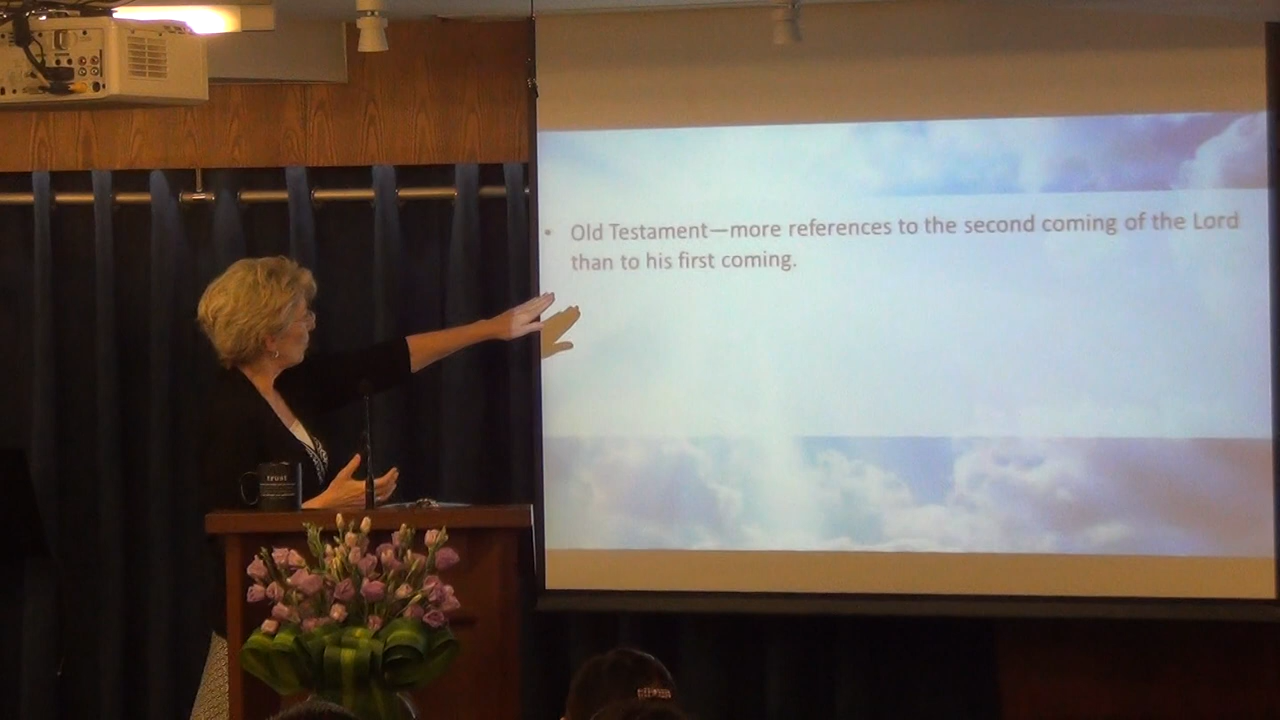 • Old Testament—more references to the second coming of the Lord
than to his first coming.
trust